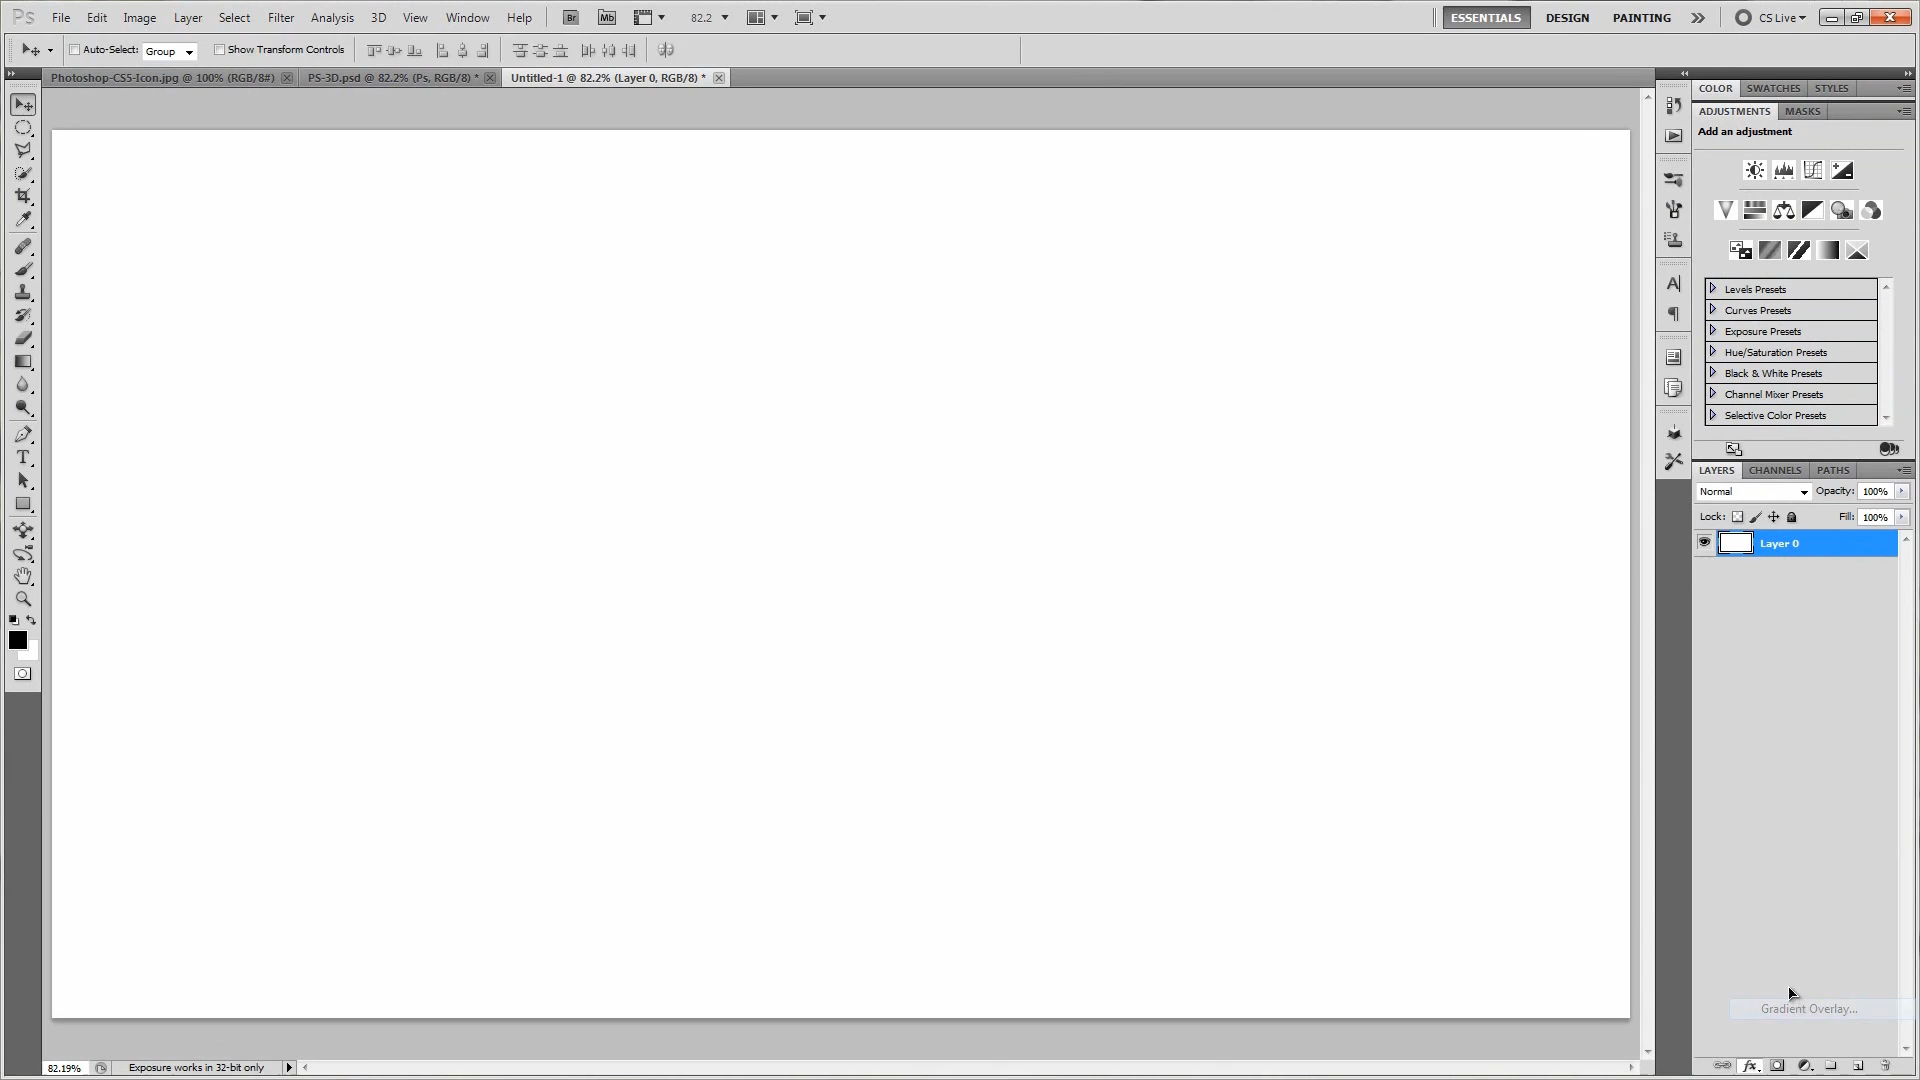 Ps File Edit Image Layer Select Filter Analysis 3D View Window Help Br Mb 82.2 ESSENTIALS DESIGN PAINTING CS Live
Auto-Select: Group Show Transform Controls
Photoshop-CS5-Icon.jpg @ 100% (RGB/8#) PS-3D.psd @ 82.2% (Ps, RGB/8) * Untitled-1 @ 82.2% (Layer 0, RGB/8) *
COLOR SWATCHES STYLES
ADJUSTMENTS MASKS
Add an adjustment
Levels Presets
Curves Presets
Exposure Presets
Hue/Saturation Presets
Black & White Presets
Channel Mixer Presets
Selective Color Presets
LAYERS CHANNELS PATHS
Normal Opacity: 100%
Lock: Fill: 100%
Layer 0
Gradient Overlay...
82.19% Exposure works in 32-bit only fx